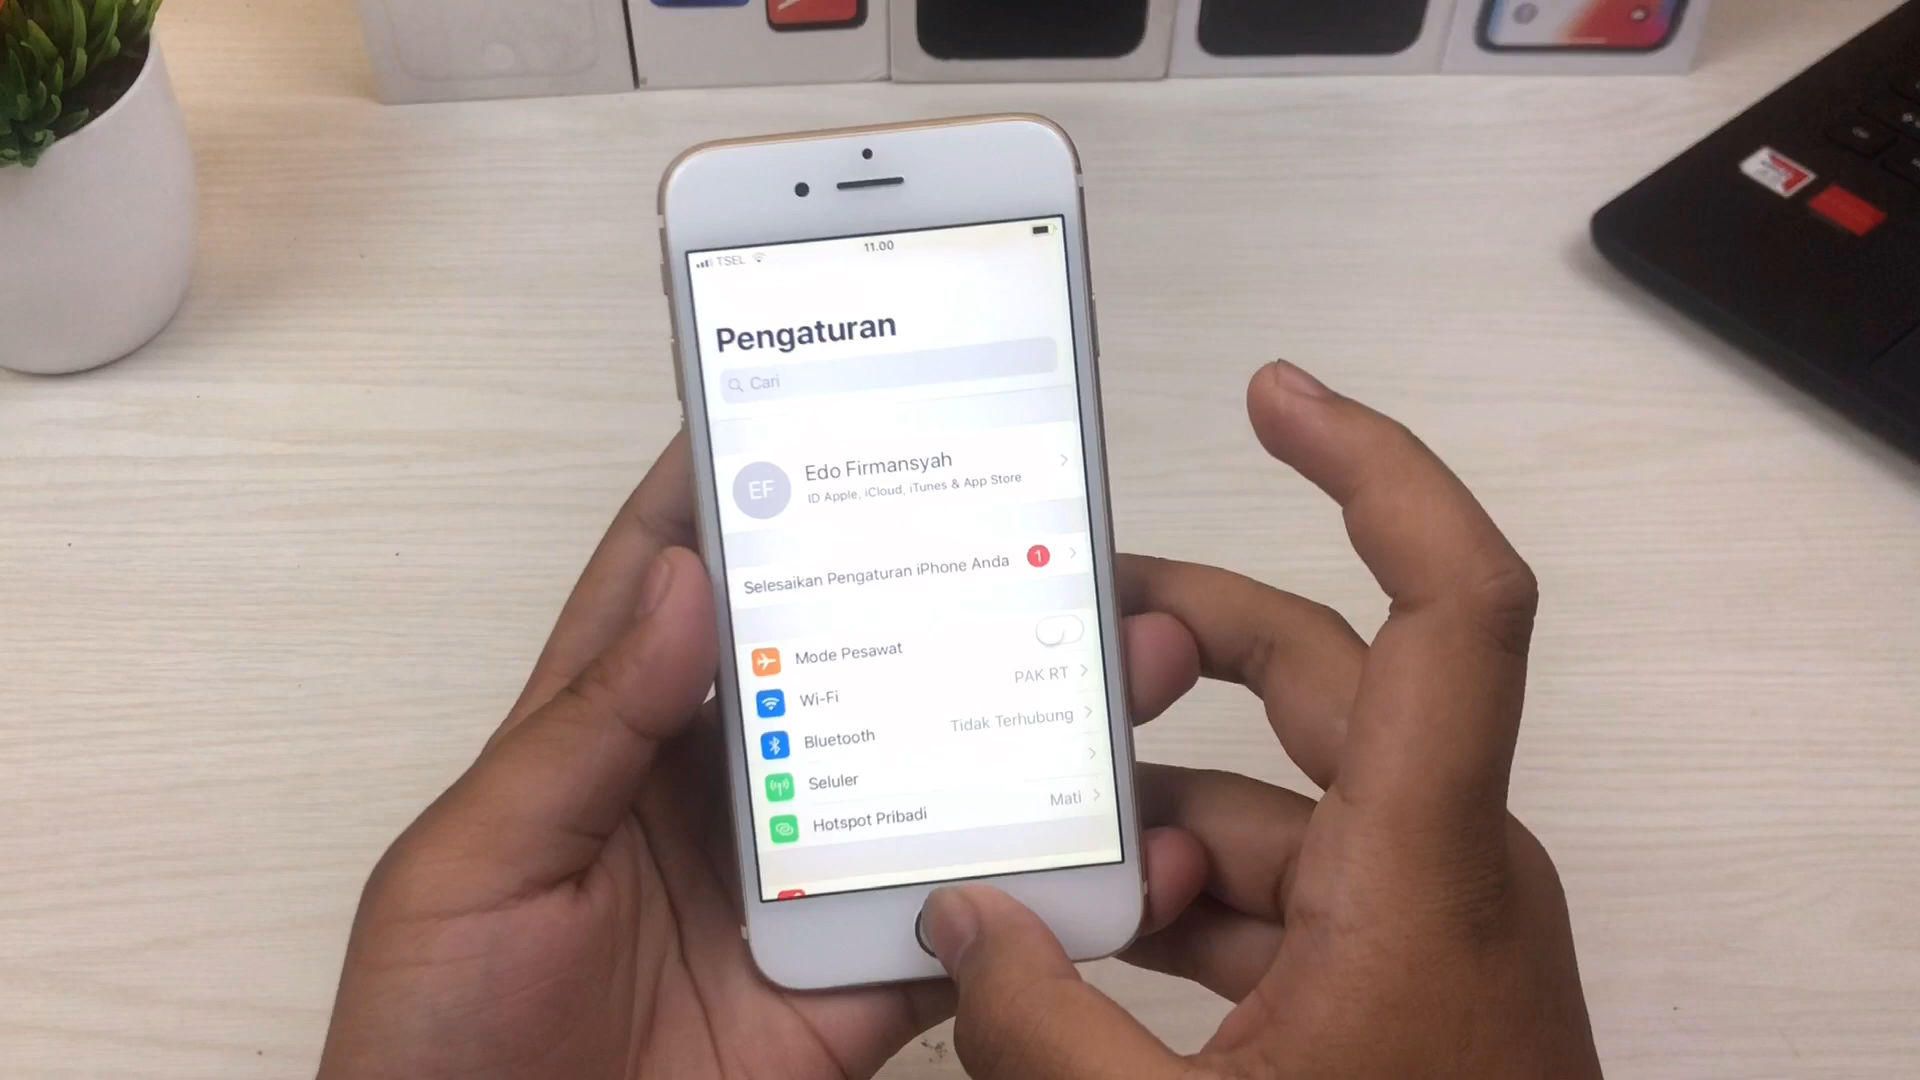 TSEL
11.00
Pengaturan
Cari
EF
Edo Firmansyah
ID Apple, iCloud, iTunes & App Store
Selesaikan Pengaturan iPhone Anda 1
Mode Pesawat
Wi-Fi PAK RT
Bluetooth Tidak Terhubung
Seluler
Hotspot Pribadi Mati